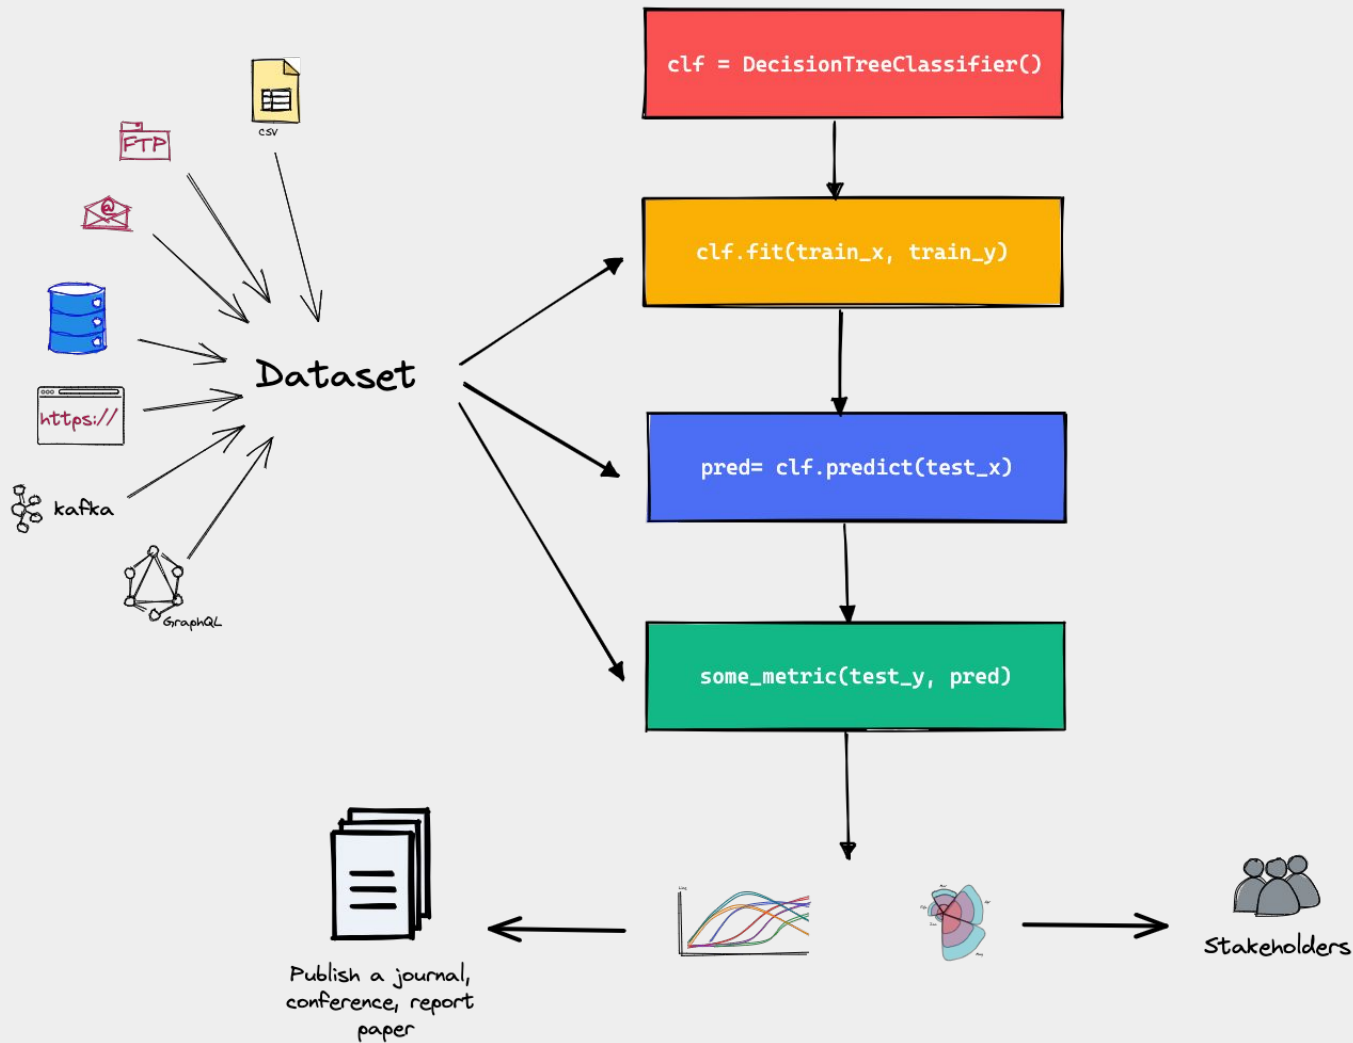 clf = DecisionTreeClassifier()
csv
FTP
@
clf.fit(train_x, train_y)
Dataset
https://
pred= clf.predict(test_x)
kafka
GraphQL
some_metric(test_y, pred)
Publish a journal,
conference, report
paper
Stakeholders